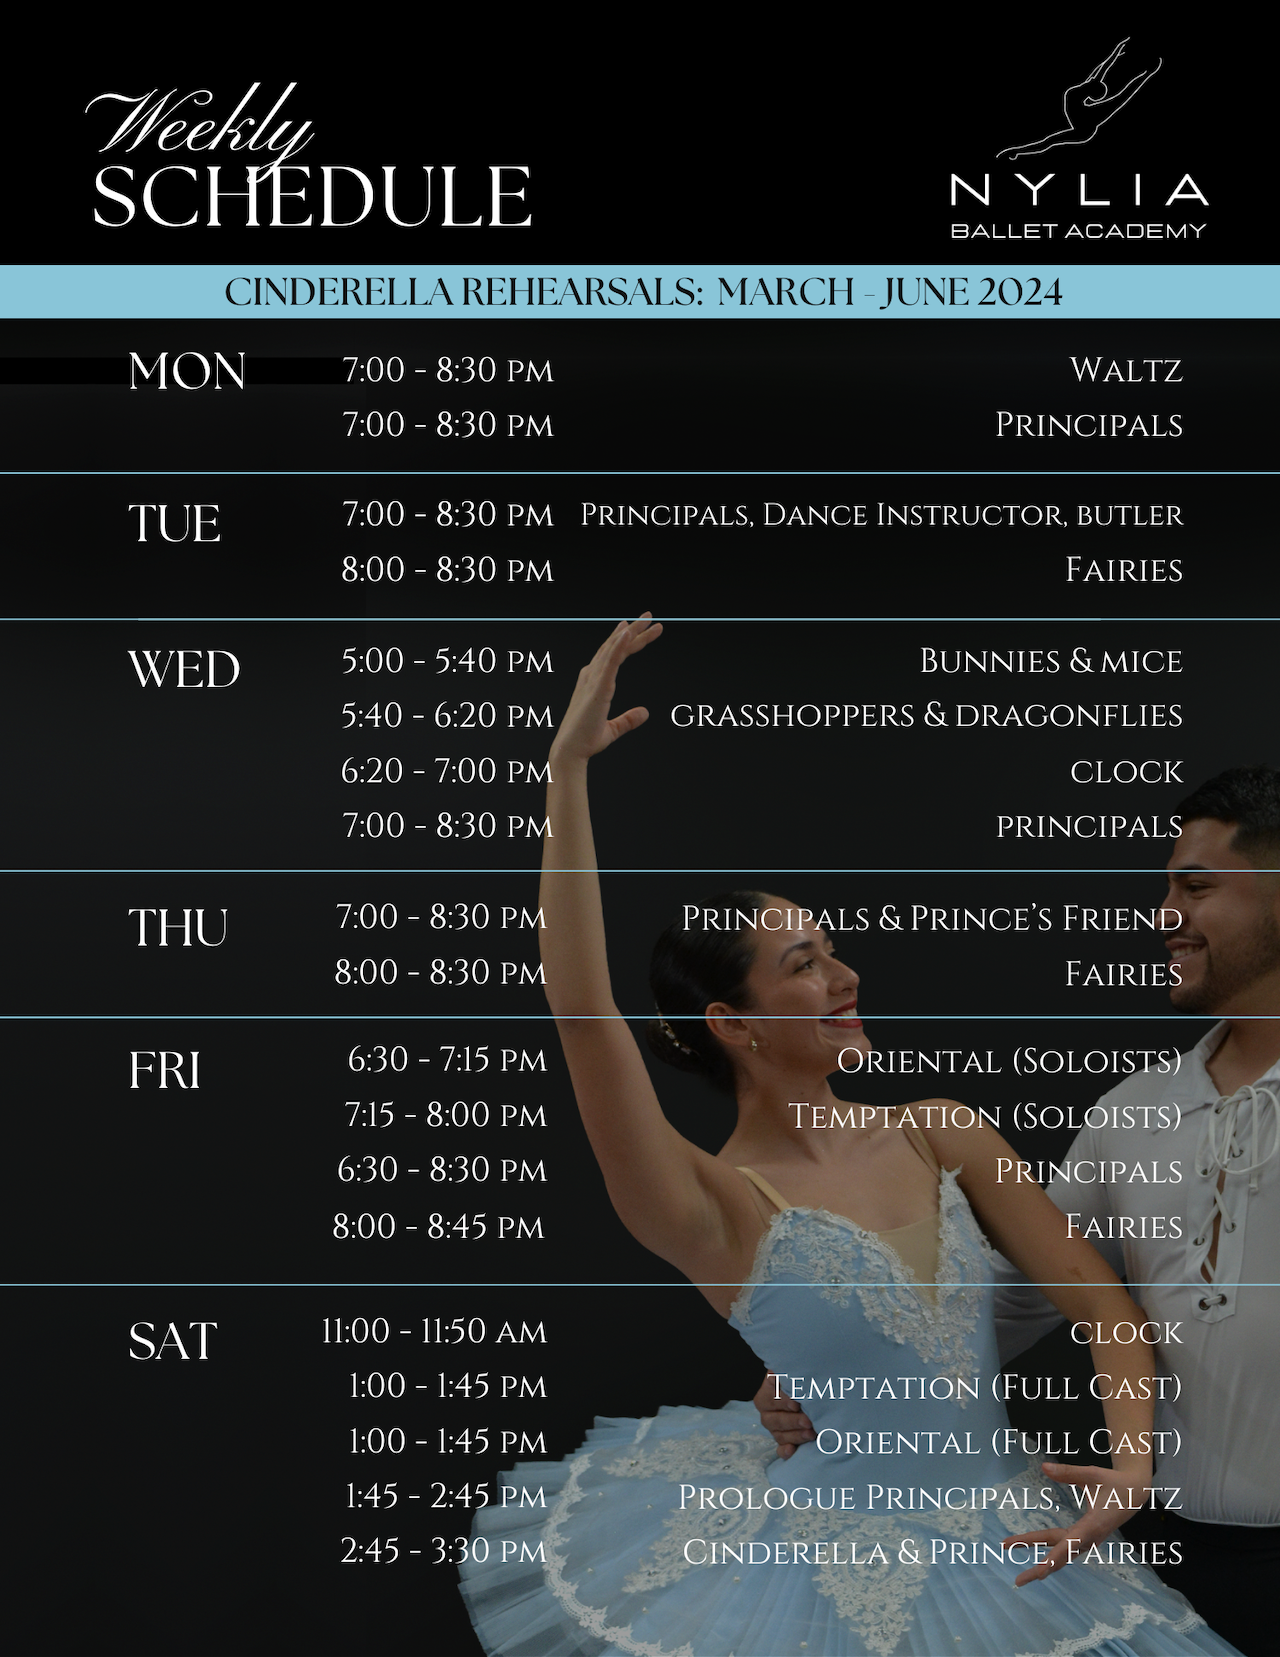 Weekly
SCHEDULE
NYLIA
BALLET ACADEMY
CINDERELLA REHEARSALS: MARCH - JUNE 2024
MON 7:00 - 8:30 PM WALTZ
7:00 - 8:30 PM PRINCIPALS
TUE 7:00 - 8:30 PM PRINCIPALS, DANCE INSTRUCTOR, BUTLER
8:00 - 8:30 PM FAIRIES
WED 5:00 - 5:40 PM BUNNIES & MICE
5:40 - 6:20 PM GRASSHOPPERS & DRAGONFLIES
6:20 - 7:00 PM CLOCK
7:00 - 8:30 PM PRINCIPALS
THU 7:00 - 8:30 PM PRINCIPALS & PRINCE'S FRIEND
8:00 - 8:30 PM FAIRIES
FRI 6:30 - 7:15 PM ORIENTAL (SOLOISTS)
7:15 - 8:00 PM TEMPTATION (SOLOISTS)
6:30 - 8:30 PM PRINCIPALS
8:00 - 8:45 PM FAIRIES
SAT 11:00 - 11:50 AM CLOCK
1:00 - 1:45 PM TEMPTATION (FULL CAST)
1:00 - 1:45 PM ORIENTAL (FULL CAST)
1:45 - 2:45 PM PROLOGUE PRINCIPALS, WALTZ
2:45 - 3:30 PM CINDERELLA & PRINCE, FAIRIES